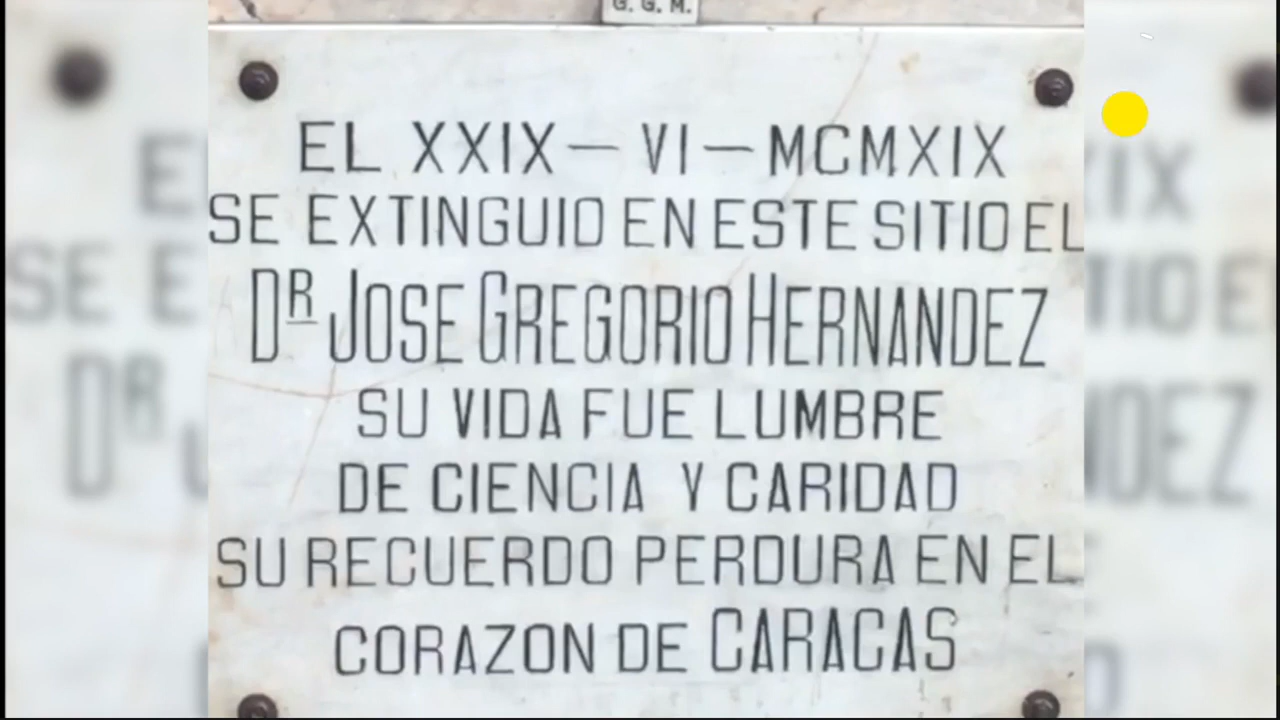 G. G. M.
EL XXIX — VI — MCMXIX
SE EXTINGUIO EN ESTE SITIO EL
DR JOSE GREGORIO HERNANDEZ
SU VIDA FUE LUMBRE
DE CIENCIA Y CARIDAD
SU RECUERDO PERDURA EN EL
CORAZON DE CARACAS